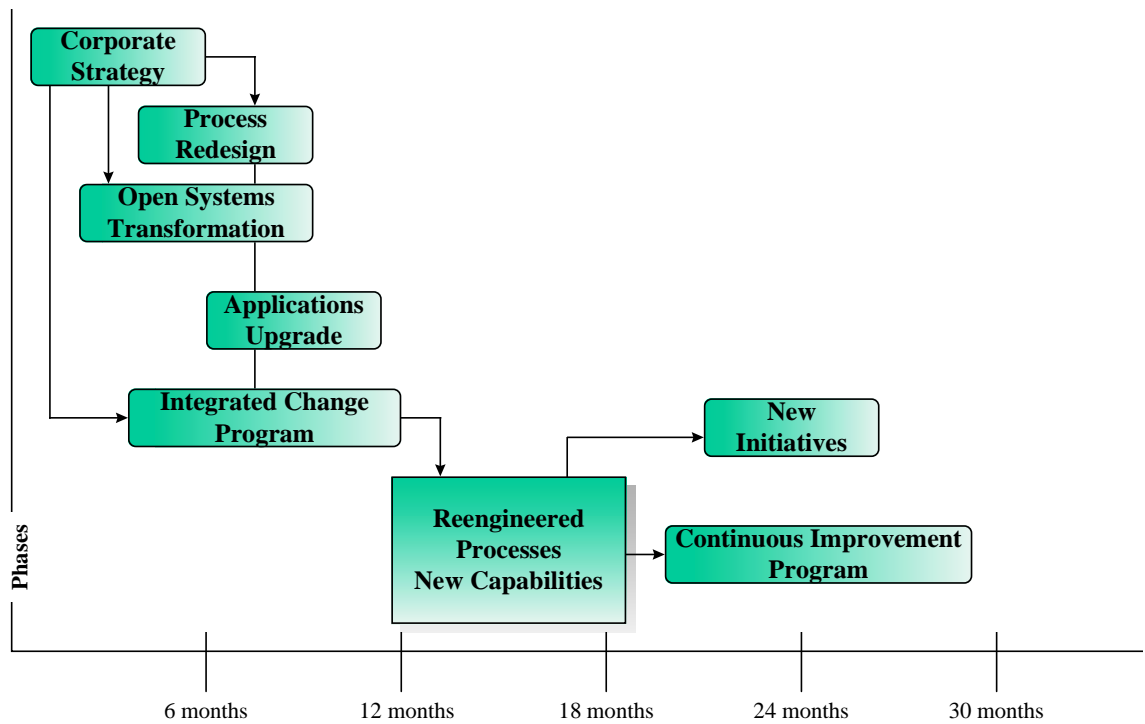 Corporate
Strategy
Process
Redesign
Open Systems
Transformation
Applications
Upgrade
Integrated Change
Program
New
Initiatives
Reengineered
Processes
New Capabilities
Continuous Improvement
Program
Phases
6 months
12 months
18 months
24 months
30 months